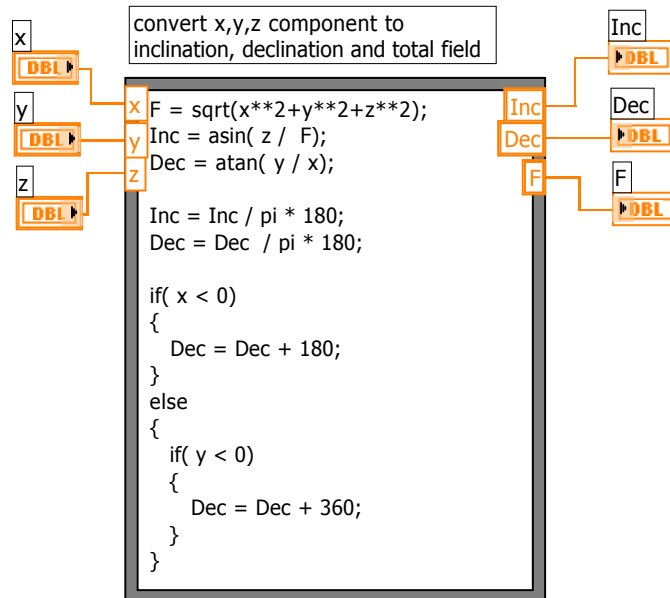 convert x,y,z component to
inclination, declination and total field
x
DBL
y
DBL
z
DBL
x
y
z
F = sqrt(x**2+y**2+z**2);
Inc = asin( z /  F);
Dec = atan( y / x);
Inc = Inc / pi * 180;
Dec = Dec  / pi * 180;
if( x < 0)
{
Dec = Dec + 180;
}
else
{
if( y < 0)
{
Dec = Dec + 360;
}
}
Inc
Dec
F
Inc
DBL
Dec
DBL
F
DBL